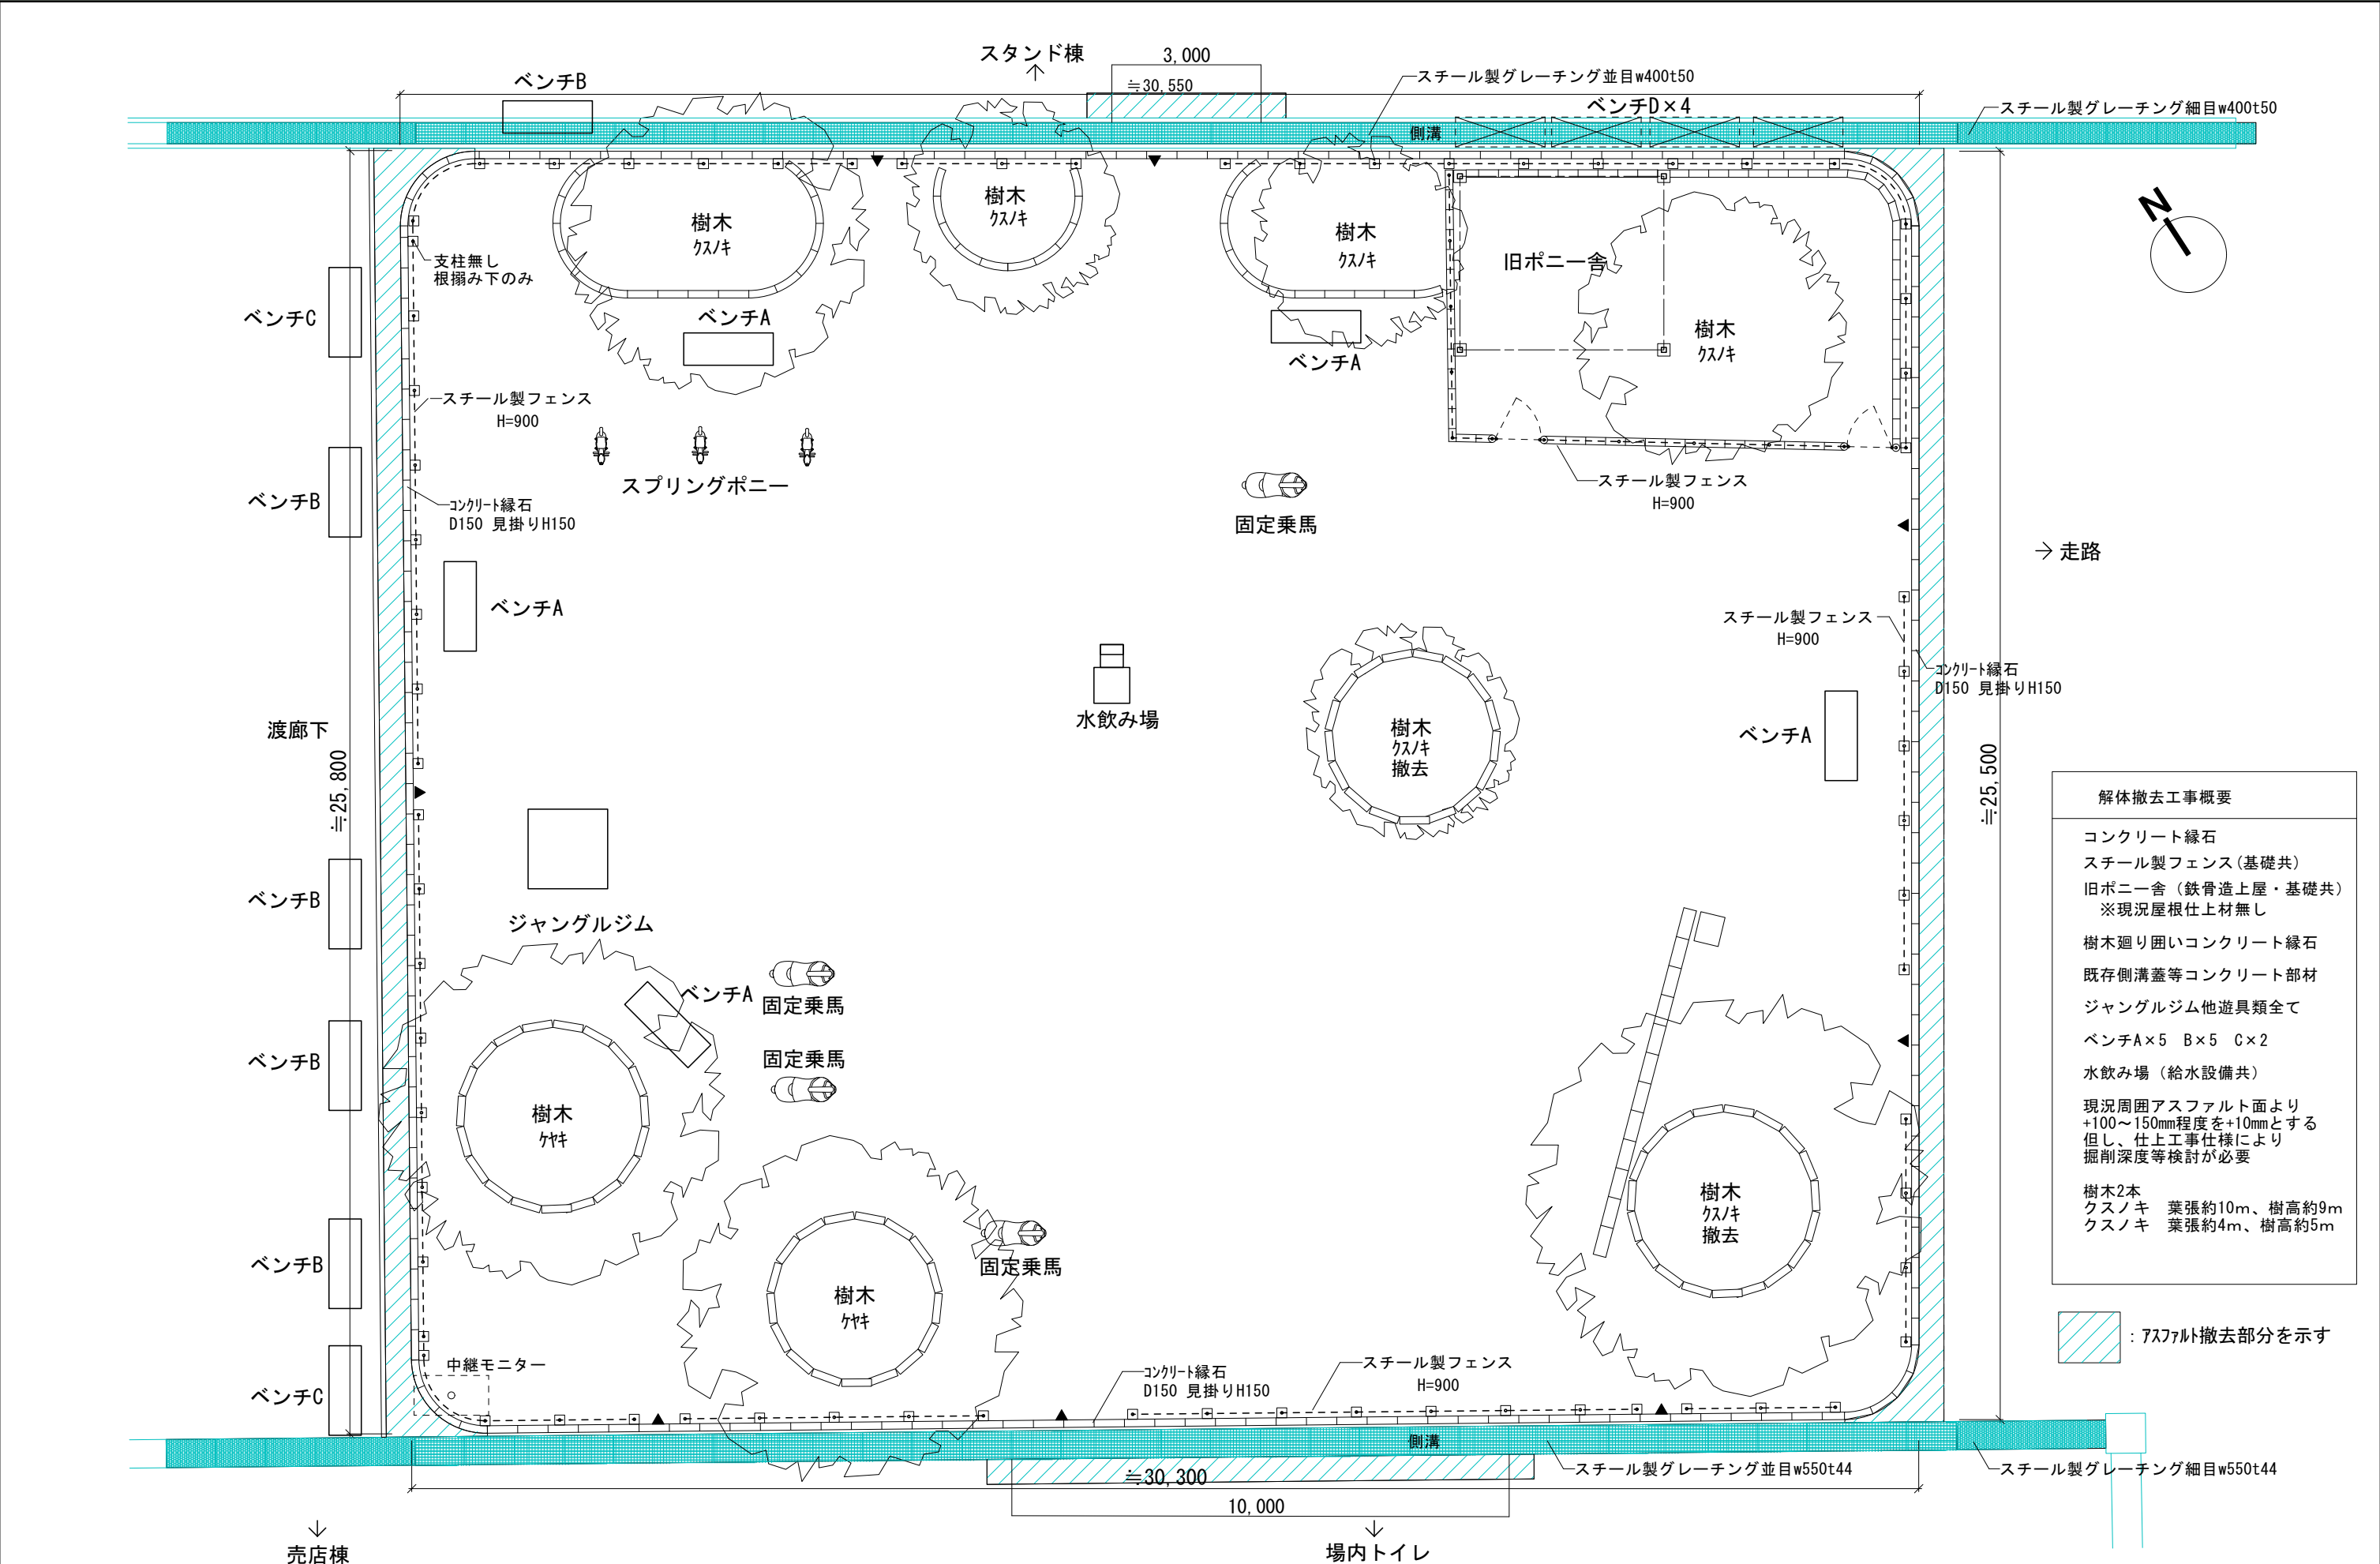 スタンド棟
3,000
≒30,550
ベンチB
スチール製グレーチング並目w400t50
ベンチD×4
スチール製グレーチング細目w400t50
側溝
N
樹木
クスノキ
樹木
クスノキ
樹木
クスノキ
旧ポニー舎
樹木
クスノキ
支柱無し
根搦み下のみ
ベンチC
ベンチA
ベンチA
スチール製フェンス
H=900
スプリングポニー
ベンチB
コンクリート縁石
D150 見掛りH150
スチール製フェンス
H=900
固定乗馬
走路
ベンチA
スチール製フェンス
H=900
コンクリート縁石
D150 見掛りH150
水飲み場
樹木
クスノキ
撤去
ベンチA
渡廊下
≒25,800
≒25,500
ベンチB
ジャングルジム
ベンチA
固定乗馬
固定乗馬
ベンチB
樹木
ケヤキ
樹木
クスノキ
撤去
固定乗馬
ベンチB
樹木
ケヤキ
中継モニター
ベンチC
コンクリート縁石
D150 見掛りH150
スチール製フェンス
H=900
側溝
スチール製グレーチング並目w550t44
スチール製グレーチング細目w550t44
≒30,300
10,000
売店棟
場内トイレ
解体撤去工事概要
コンクリート縁石
スチール製フェンス(基礎共)
旧ポニー舎（鉄骨造上屋・基礎共）
※現況屋根仕上材無し
樹木廻り囲いコンクリート縁石
既存側溝蓋等コンクリート部材
ジャングルジム他遊具類全て
ベンチA×5　B×5　C×2
水飲み場（給水設備共）
現況周囲アスファルト面より
+100～150mm程度を+10mmとする
但し、仕上工事仕様により
掘削深度等検討が必要
樹木2本
クスノキ　葉張約10m、樹高約9m
クスノキ　葉張約4m、樹高約5m
：アスファルト撤去部分を示す